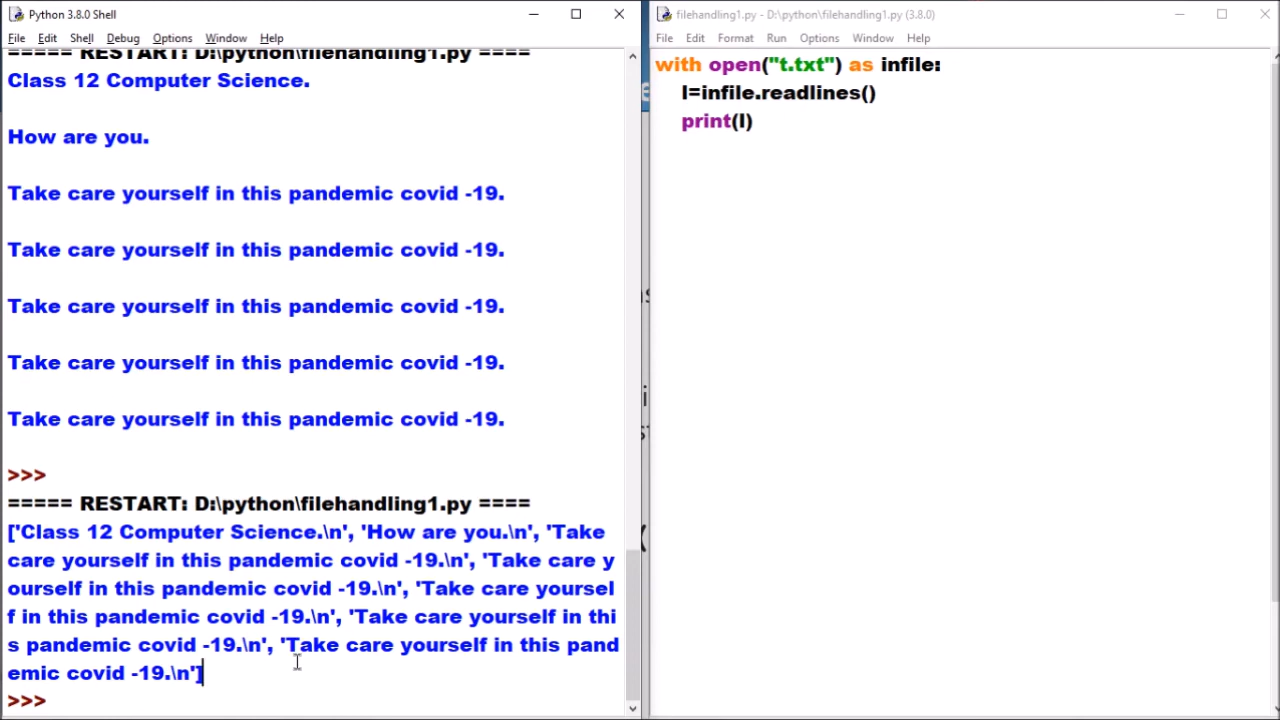 Python 3.8.0 Shell
File Edit Shell Debug Options Window Help
===== RESTART: D:\python\filehandling1.py ====
Class 12 Computer Science.
How are you.
Take care yourself in this pandemic covid -19.
Take care yourself in this pandemic covid -19.
Take care yourself in this pandemic covid -19.
Take care yourself in this pandemic covid -19.
Take care yourself in this pandemic covid -19.
>>>
===== RESTART: D:\python\filehandling1.py ====
['Class 12 Computer Science.\n', 'How are you.\n', 'Take
care yourself in this pandemic covid -19.\n', 'Take care y
ourself in this pandemic covid -19.\n', 'Take care yoursel
f in this pandemic covid -19.\n', 'Take care yourself in thi
s pandemic covid -19.\n', 'Take care yourself in this pand
emic covid -19.\n']
>>>
filehandling1.py - D:\python\filehandling1.py (3.8.0)
File Edit Format Run Options Window Help
with open("t.txt") as infile:
l=infile.readlines()
print(l)